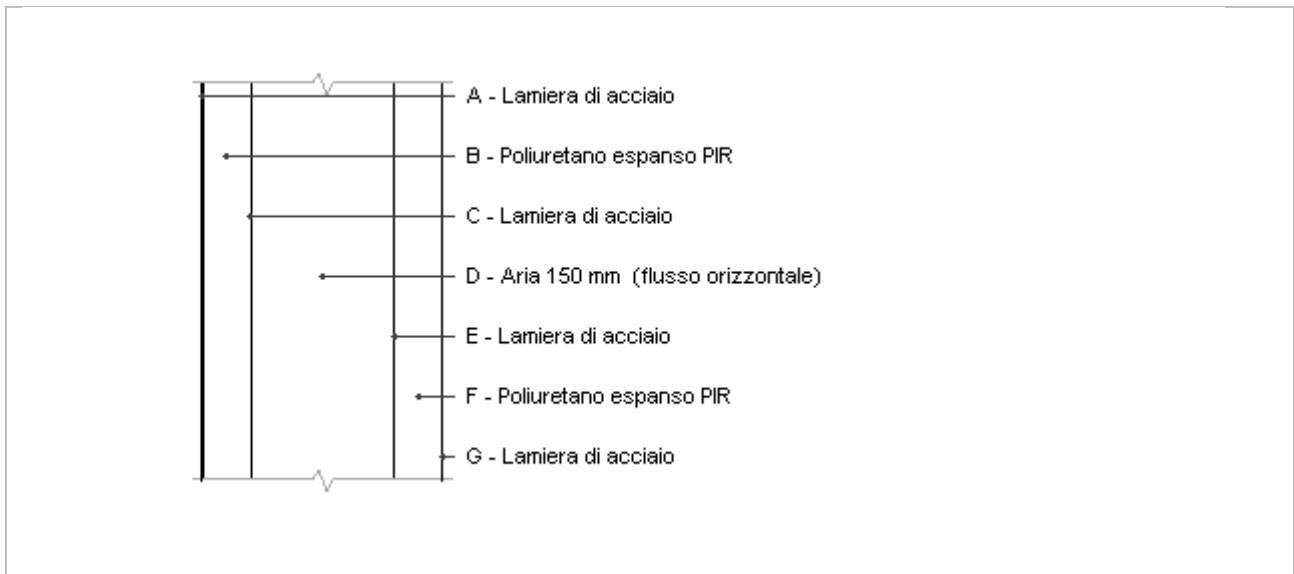 A - Lamiera di acciaio
B - Poliuretano espanso PIR
C - Lamiera di acciaio
D - Aria 150 mm (flusso orizzontale)
E - Lamiera di acciaio
F - Poliuretano espanso PIR
G - Lamiera di acciaio